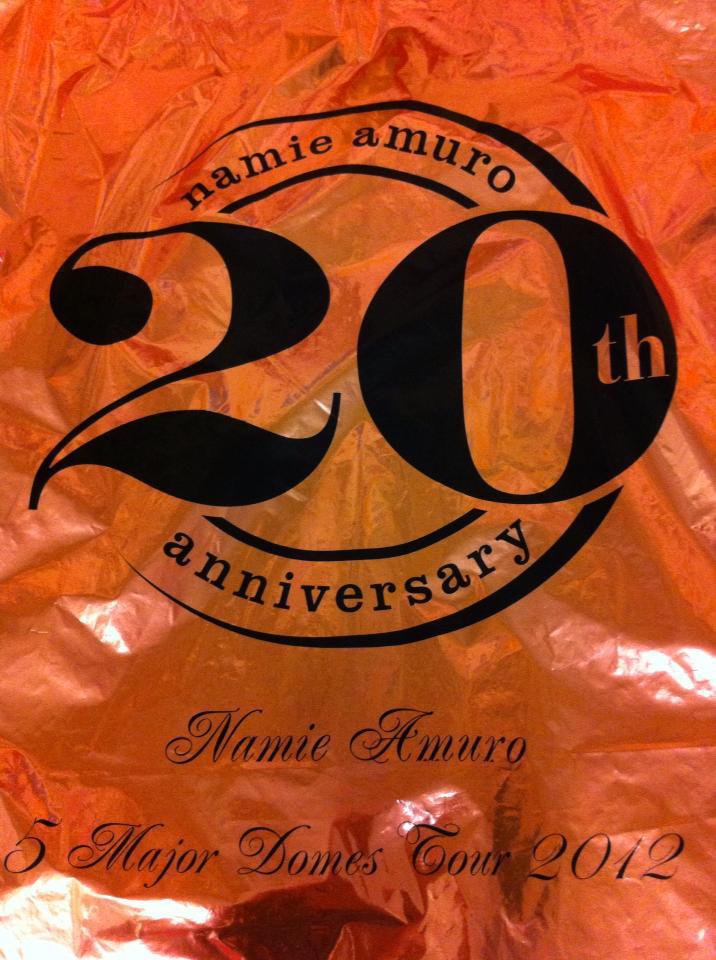 namie amuro
20th
anniversary
Namie Amuro
5 Major Domes Tour 2012